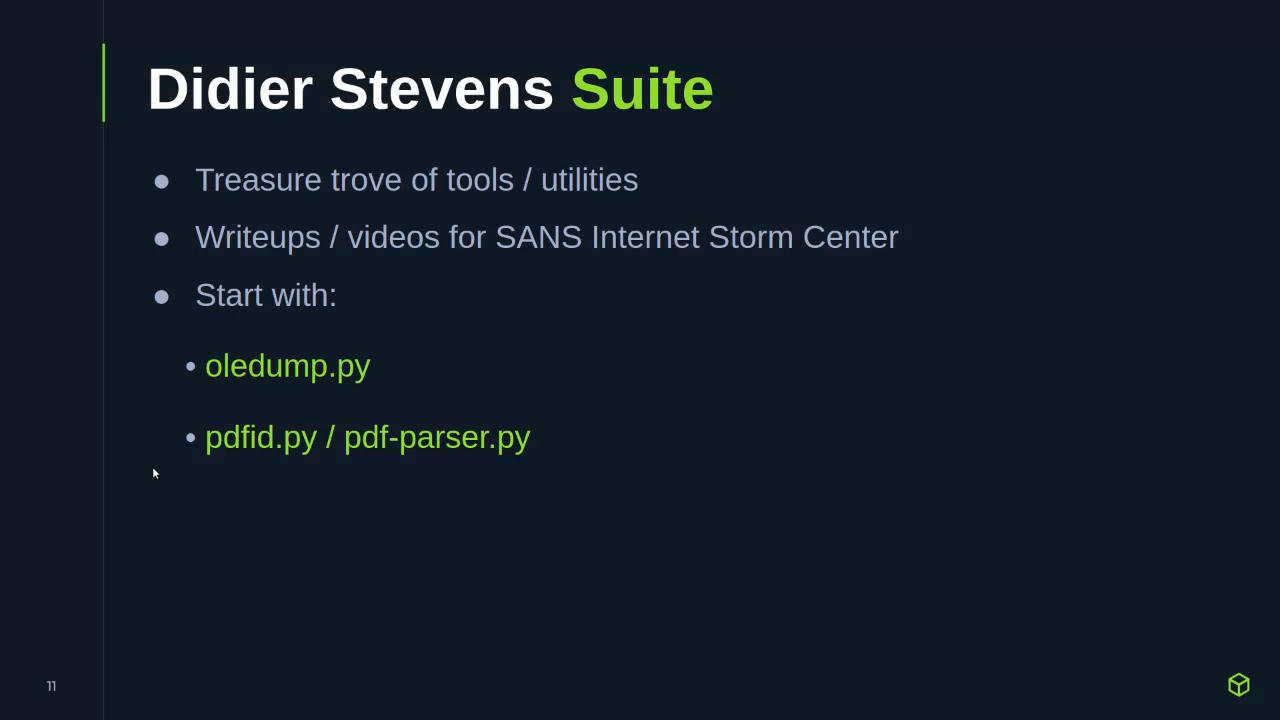 Didier Stevens Suite
● Treasure trove of tools / utilities
● Writeups / videos for SANS Internet Storm Center
● Start with:
• oledump.py
• pdfid.py / pdf-parser.py
11